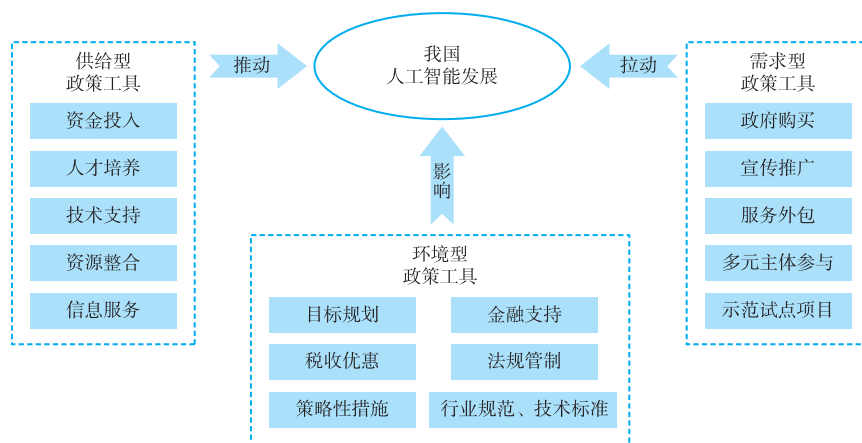 供给型
政策工具
资金投入
人才培养
技术支持
资源整合
信息服务
推动
我国
人工智能发展
拉动
需求型
政策工具
政府购买
宣传推广
服务外包
多元主体参与
示范试点项目
影响
环境型
政策工具
目标规划
金融支持
税收优惠
法规管制
策略性措施
行业规范、技术标准